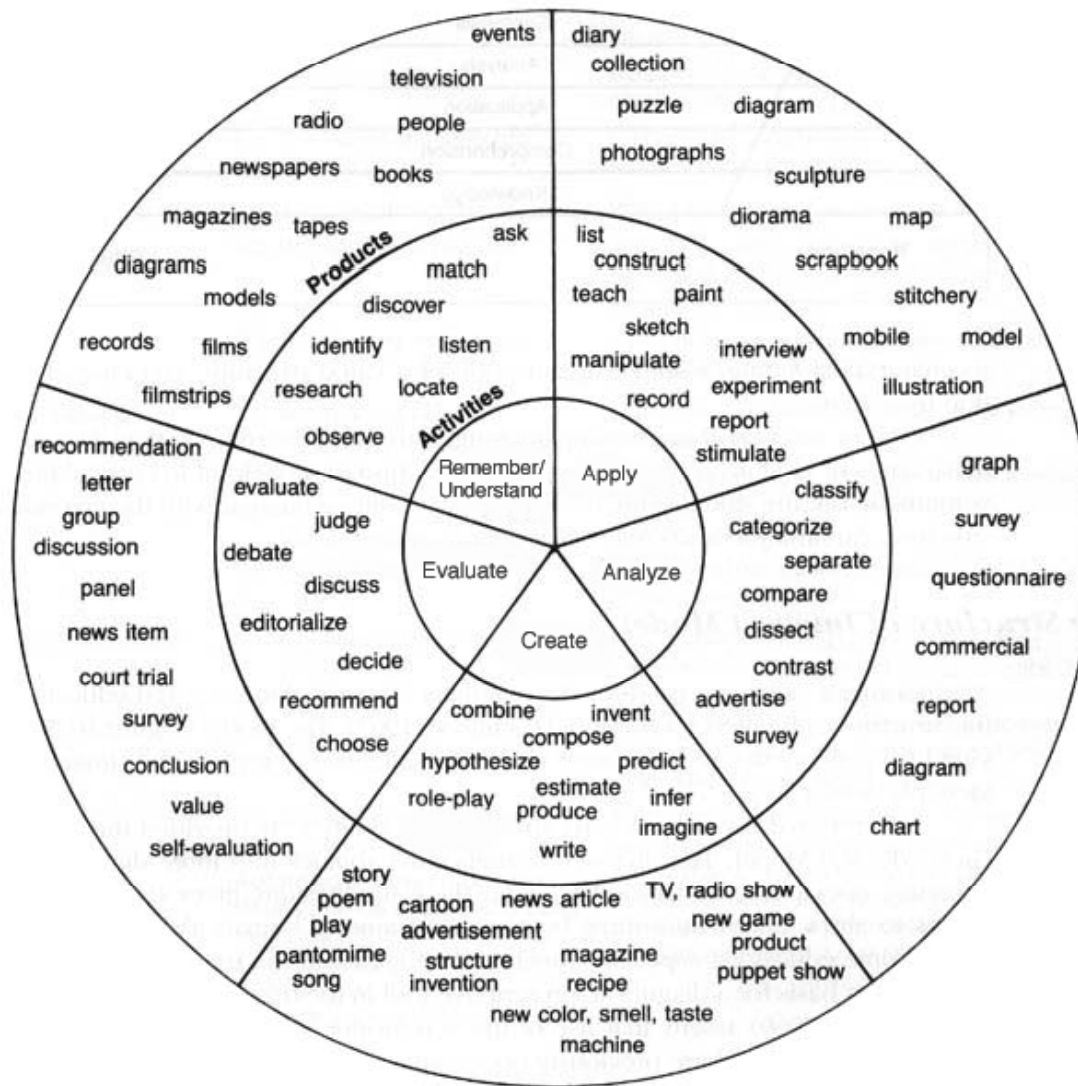 events
television
radio
people
newspapers
books
magazines
tapes
diagrams
models
records
films
filmstrips
Products
ask
match
discover
identify
listen
research
locate
observe
Activities
Remember/
Understand
diary
collection
puzzle
diagram
photographs
sculpture
diorama
map
scrapbook
stitchery
mobile
model
illustration
list
construct
teach
paint
sketch
manipulate
interview
experiment
record
report
stimulate
Apply
graph
survey
questionnaire
commercial
report
diagram
chart
classify
categorize
separate
compare
dissect
contrast
advertise
survey
Analyze
Create
combine
invent
compose
hypothesize
predict
estimate
role-play
produce
infer
imagine
write
story
poem
play
pantomime
song
cartoon
news article
advertisement
structure
invention
magazine
recipe
new color, smell, taste
machine
TV, radio show
new game
product
puppet show
Evaluate
evaluate
judge
debate
discuss
editorialize
decide
recommend
choose
recommendation
letter
group
discussion
panel
news item
court trial
survey
conclusion
value
self-evaluation